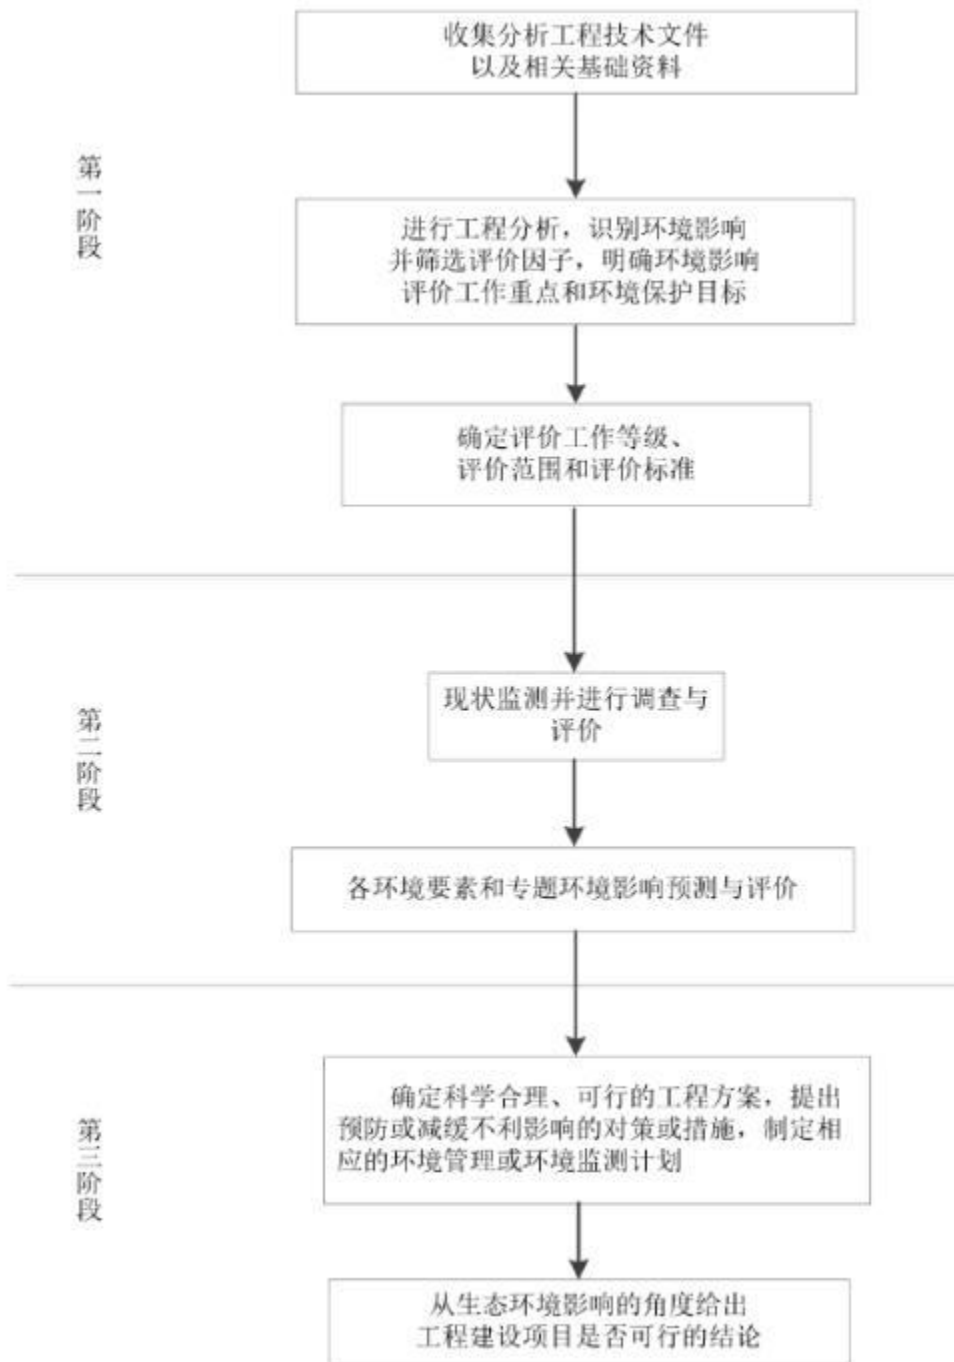 收集分析工程技术文件
以及相关基础资料
第一阶段
进行工程分析，识别环境影响
并筛选评价因子，明确环境影响
评价工作重点和环境保护目标
确定评价工作等级、
评价范围和评价标准
第二阶段
现状监测并进行调查与
评价
各环境要素和专题环境影响预测与评价
第三阶段
确定科学合理、可行的工程方案，提出
预防或减缓不利影响的对策或措施，制定相
应的环境管理或环境监测计划
从生态环境影响的角度给出
工程建设项目是否可行的结论